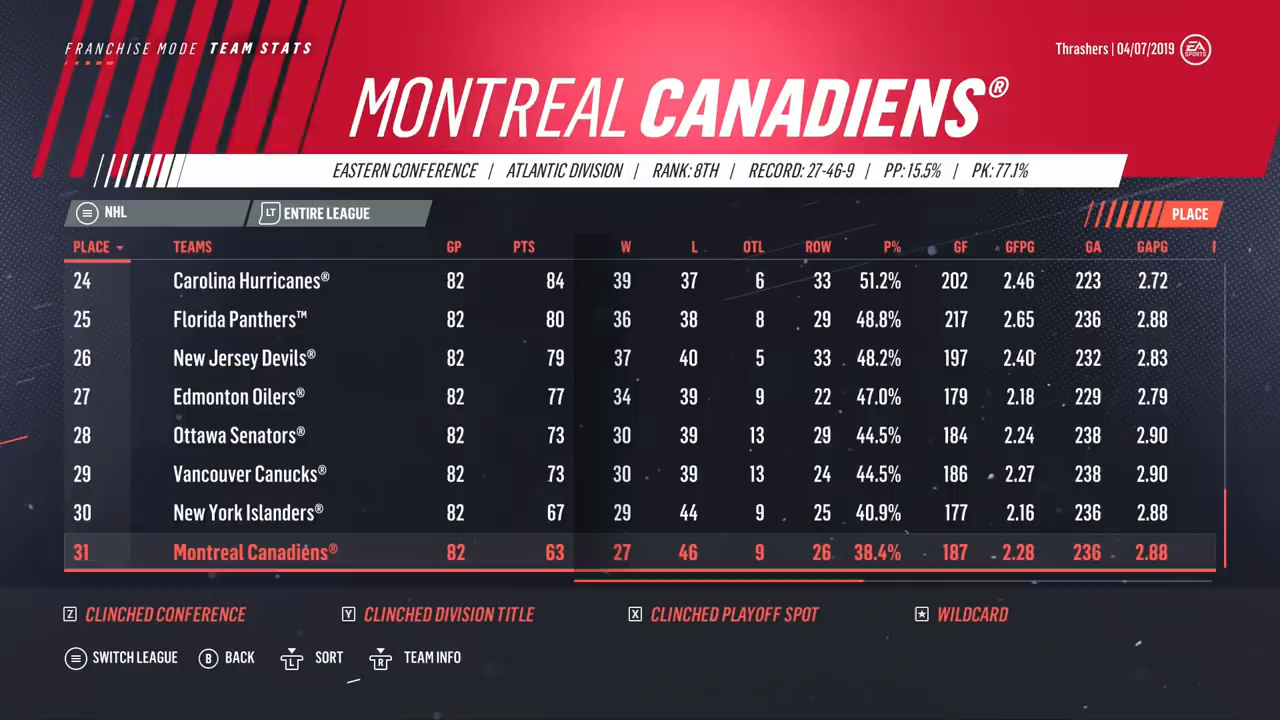 FRANCHISE MODE TEAM STATS
Thrashers | 04/07/2019 EA SPORTS
MONTREAL CANADIENS®
EASTERN CONFERENCE / ATLANTIC DIVISION / RANK: 8TH / RECORD: 27-46-9 / PP: 15.5% / PK: 77.1%
NHL LT ENTIRE LEAGUE PLACE
PLACE TEAMS GP PTS W L OTL ROW P% GF GFPG GA GAPG
24 Carolina Hurricanes® 82 84 39 37 6 33 51.2% 202 2.46 223 2.72
25 Florida Panthers™ 82 80 36 38 8 29 48.8% 217 2.65 236 2.88
26 New Jersey Devils® 82 79 37 40 5 33 48.2% 197 2.40 232 2.83
27 Edmonton Oilers® 82 77 34 39 9 22 47.0% 179 2.18 229 2.79
28 Ottawa Senators® 82 73 30 39 13 29 44.5% 184 2.24 238 2.90
29 Vancouver Canucks® 82 73 30 39 13 24 44.5% 186 2.27 238 2.90
30 New York Islanders® 82 67 29 44 9 25 40.9% 177 2.16 236 2.88
31 Montreal Canadiens® 82 63 27 46 9 26 38.4% 187 2.28 236 2.88
Z CLINCHED CONFERENCE Y CLINCHED DIVISION TITLE X CLINCHED PLAYOFF SPOT ★ WILDCARD
SWITCH LEAGUE B BACK L SORT R TEAM INFO